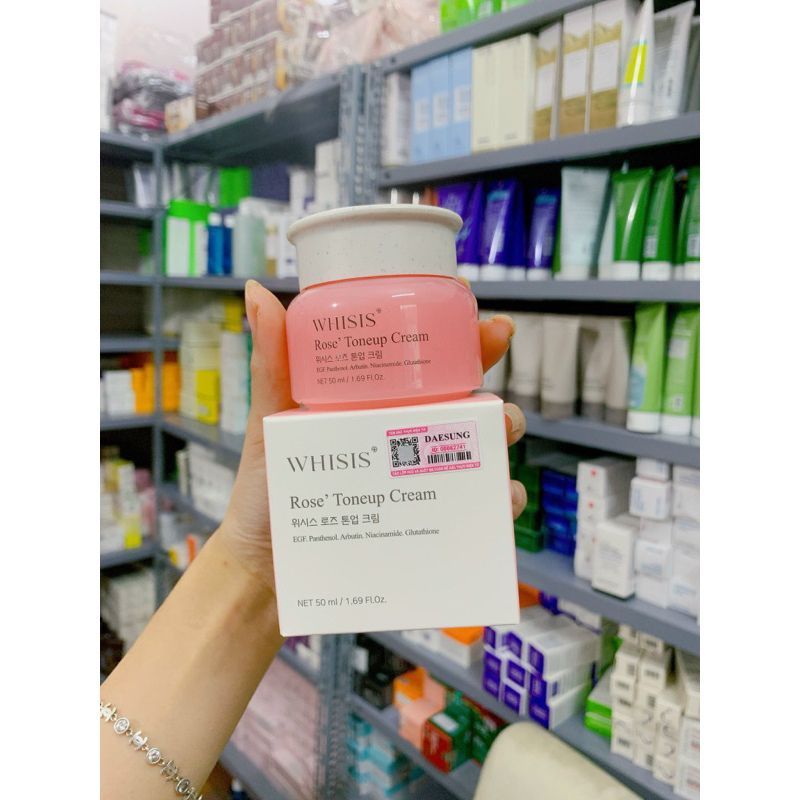 WHISIS
Rose' Toneup Cream
위시스 로즈 톤업 크림
EGF. Panthenol. Arbutin. Niacinamide. Glutathione
NET 50 ml / 1.69 Fl.Oz.
DAESUNG
ID: 00062741
WHISIS
Rose' Toneup Cream
위시스 로즈 톤업 크림
EGF. Panthenol. Arbutin. Niacinamide. Glutathione
NET 50 ml / 1.69 Fl.Oz.